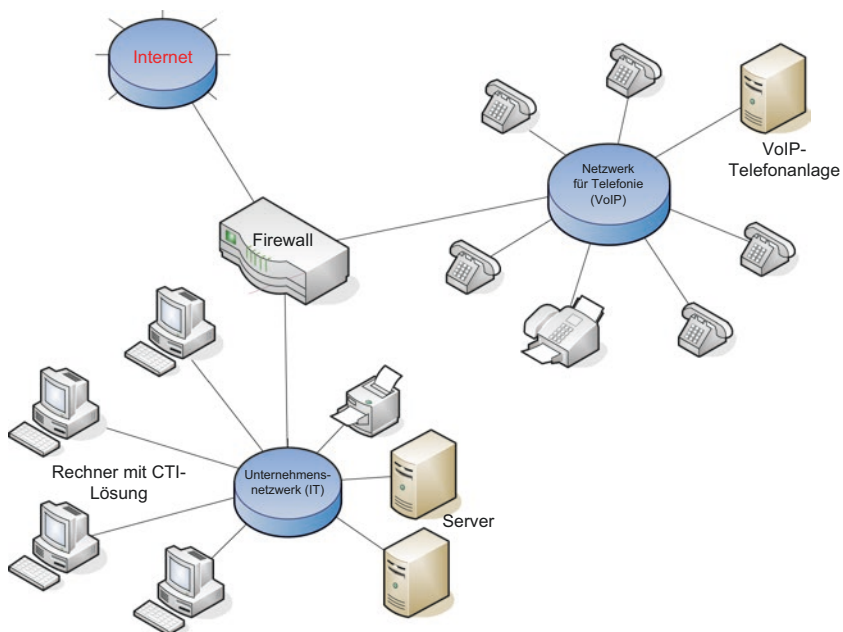 Internet
VoIP-
Telefonanlage
Netzwerk
für Telefonie
(VoIP)
Firewall
Rechner mit CTI-
Lösung
Unternehmens-
netzwerk (IT)
Server